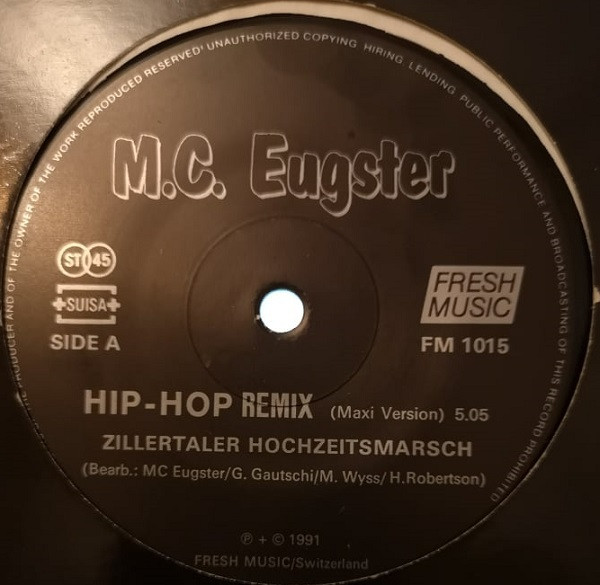 PRODUCER AND OF THE OWNER OF THE WORK REPRODUCED RESERVED' UNAUTHORIZED COPYING HIRING LENDING PUBLIC PERFORMANCE AND BROADCASTING OF THIS RECORD PROHIBITED
M.C. Eugster
ST 45
SUISA
SIDE A
FRESH
MUSIC
FM 1015
HIP-HOP REMIX (Maxi Version) 5.05
ZILLERTALER HOCHZEITSMARSCH
(Bearb.: MC Eugster/G. Gautschi/M. Wyss/ H.Robertson)
℗ + © 1991
FRESH MUSIC/Switzerland